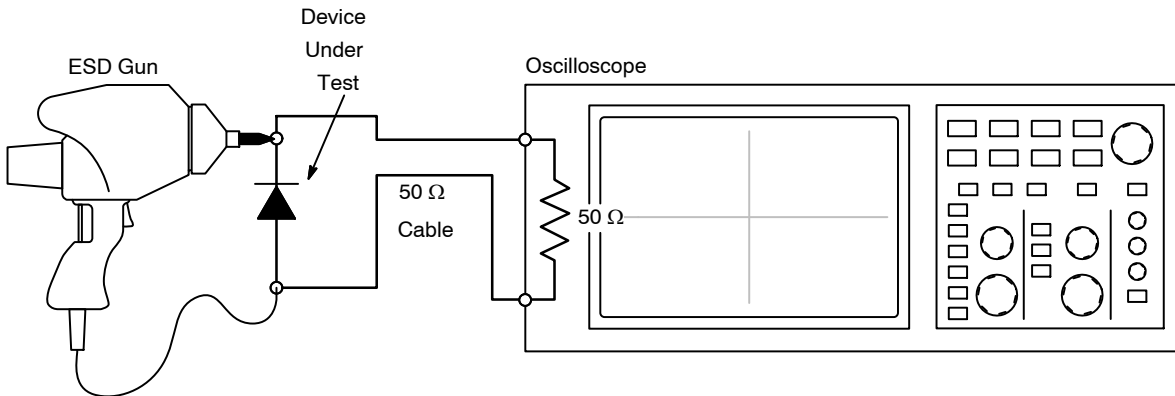 Device
Under
Test
ESD Gun
Oscilloscope
50 Ω
Cable
50 Ω